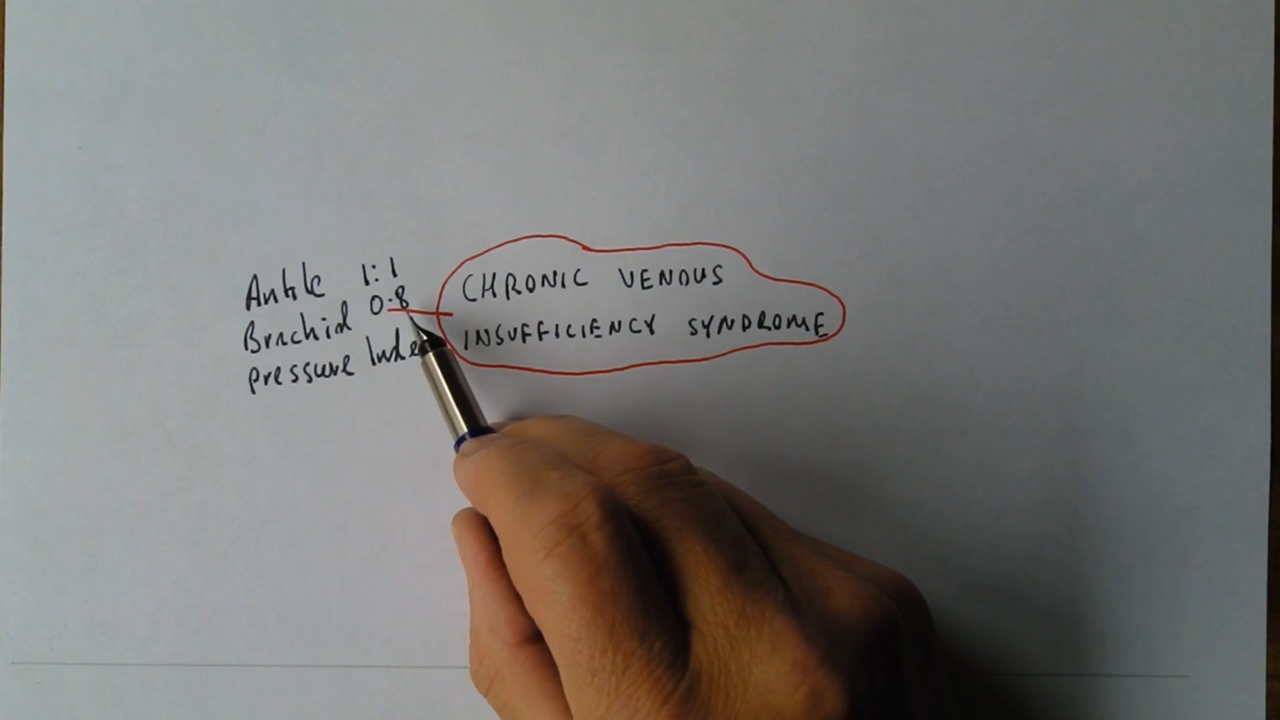 Ankle 1:1
Brachial 0.8
pressure Inde
CHRONIC VENOUS
INSUFFICIENCY SYNDROME